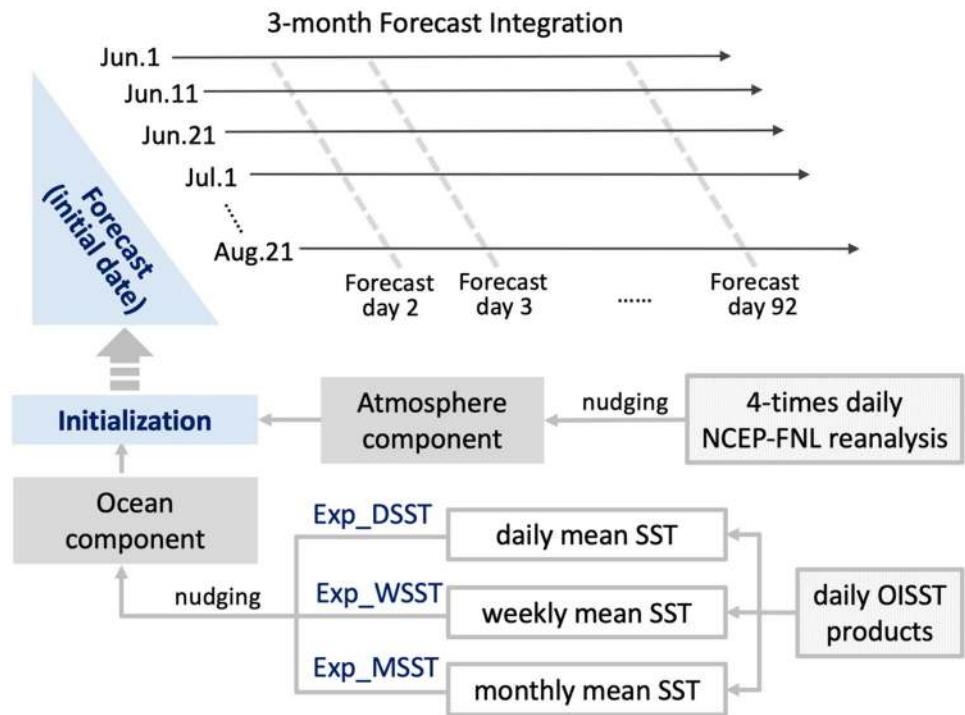 3-month Forecast Integration
Jun.1
Jun.11
Jun.21
Jul.1
......
Aug.21
Forecast
day 2
Forecast
day 3
......
Forecast
day 92
Forecast
(initial date)
Initialization
Atmosphere
component
nudging
4-times daily
NCEP-FNL reanalysis
Ocean
component
nudging
Exp_DSST
daily mean SST
Exp_WSST
weekly mean SST
Exp_MSST
monthly mean SST
daily OISST
products